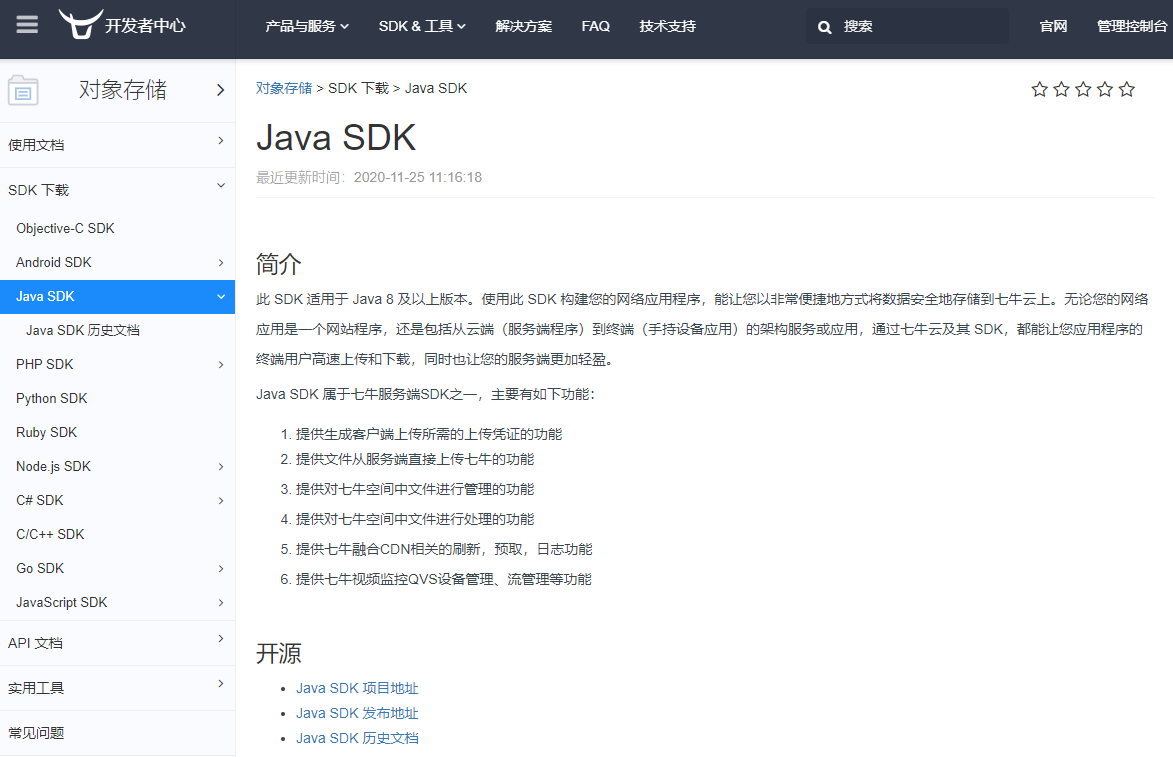 开发者中心
产品与服务
SDK & 工具
解决方案
FAQ
技术支持
搜索
官网
管理控制台
对象存储
使用文档
SDK 下载
Objective-C SDK
Android SDK
Java SDK
Java SDK 历史文档
PHP SDK
Python SDK
Ruby SDK
Node.js SDK
C# SDK
C/C++ SDK
Go SDK
JavaScript SDK
API 文档
实用工具
常见问题
对象存储 > SDK 下载 > Java SDK
Java SDK
最近更新时间：2020-11-25 11:16:18
简介
此 SDK 适用于 Java 8 及以上版本。使用此 SDK 构建您的网络应用程序，能让您以非常便捷地方式将数据安全地存储到七牛云上。无论您的网络
应用是一个网站程序，还是包括从云端（服务端程序）到终端（手持设备应用）的架构服务或应用，通过七牛云及其 SDK，都能让您应用程序的
终端用户高速上传和下载，同时也让您的服务端更加轻盈。
Java SDK 属于七牛服务端SDK之一，主要有如下功能：
1. 提供生成客户端上传所需的上传凭证的功能
2. 提供文件从服务端直接上传七牛的功能
3. 提供对七牛空间中文件进行管理的功能
4. 提供对七牛空间中文件进行处理的功能
5. 提供七牛融合CDN相关的刷新，预取，日志功能
6. 提供七牛视频监控QVS设备管理、流管理等功能
开源
• Java SDK 项目地址
• Java SDK 发布地址
• Java SDK 历史文档